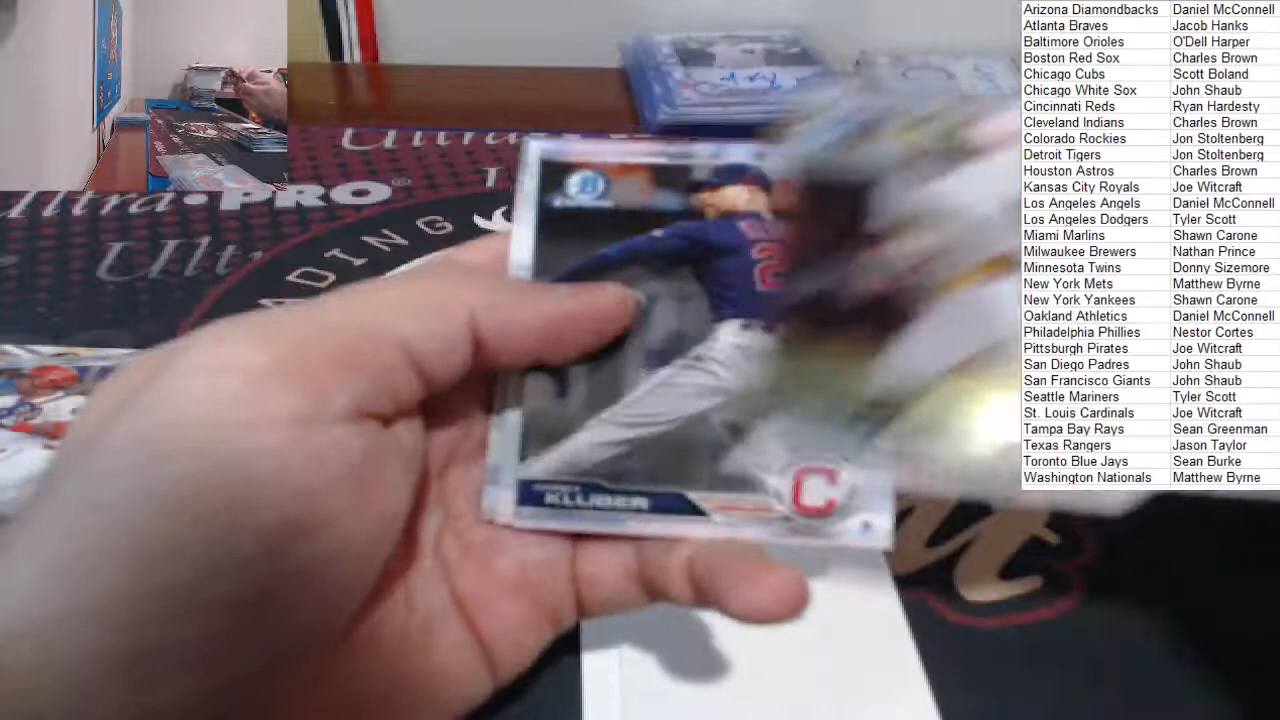 Arizona Diamondbacks Daniel McConnell
Atlanta Braves Jacob Hanks
Baltimore Orioles O'Dell Harper
Boston Red Sox Charles Brown
Chicago Cubs Scott Boland
Chicago White Sox John Shaub
Cincinnati Reds Ryan Hardesty
Cleveland Indians Charles Brown
Colorado Rockies Jon Stoltenberg
Detroit Tigers Jon Stoltenberg
Houston Astros Charles Brown
Kansas City Royals Joe Witcraft
Los Angeles Angels Daniel McConnell
Los Angeles Dodgers Tyler Scott
Miami Marlins Shawn Carone
Milwaukee Brewers Nathan Prince
Minnesota Twins Donny Sizemore
New York Mets Matthew Byrne
New York Yankees Shawn Carone
Oakland Athletics Daniel McConnell
Philadelphia Phillies Nestor Cortes
Pittsburgh Pirates Joe Witcraft
San Diego Padres John Shaub
San Francisco Giants John Shaub
Seattle Mariners Tyler Scott
St. Louis Cardinals Joe Witcraft
Tampa Bay Rays Sean Greenman
Texas Rangers Jason Taylor
Toronto Blue Jays Sean Burke
Washington Nationals Matthew Byrne
Ultra
Ultra PRO®
Ult
ADING
B
2
KLUBER
C